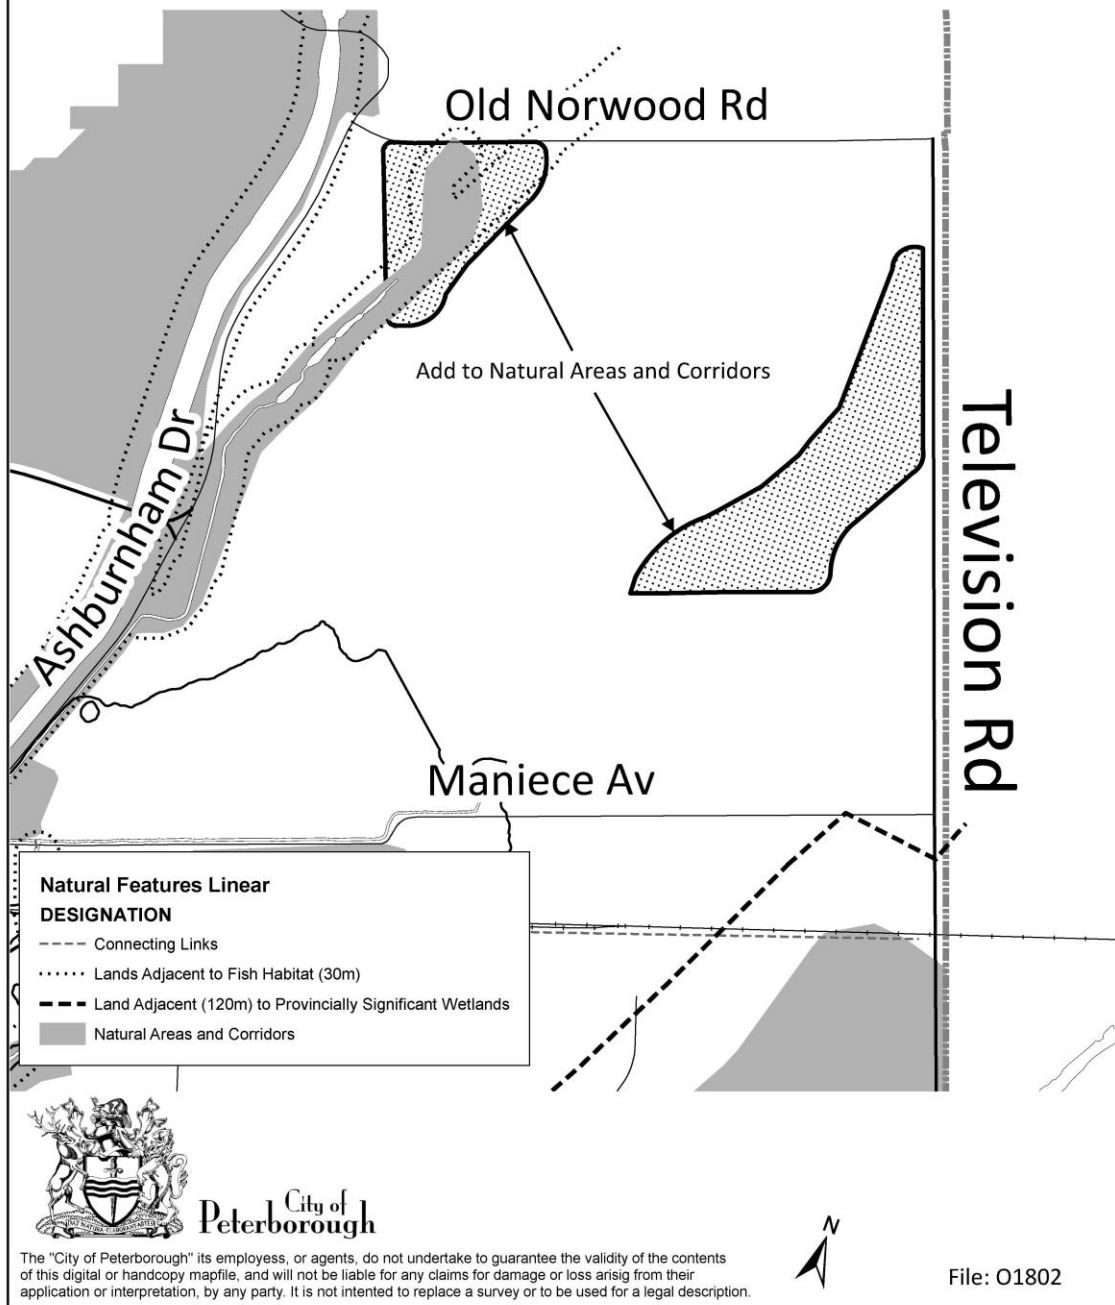 Old Norwood Rd
Add to Natural Areas and Corridors
Ashburnham Dr
Television Rd
Maniece Av
Natural Features Linear
DESIGNATION
Connecting Links
Lands Adjacent to Fish Habitat (30m)
Land Adjacent (120m) to Provincially Significant Wetlands
Natural Areas and Corridors
City of
Peterborough
N
The "City of Peterborough" its employess, or agents, do not undertake to guarantee the validity of the contents
of this digital or handcopy mapfile, and will not be liable for any claims for damage or loss arisig from their
application or interpretation, by any party. It is not intended to replace a survey or to be used for a legal description.
File: O1802